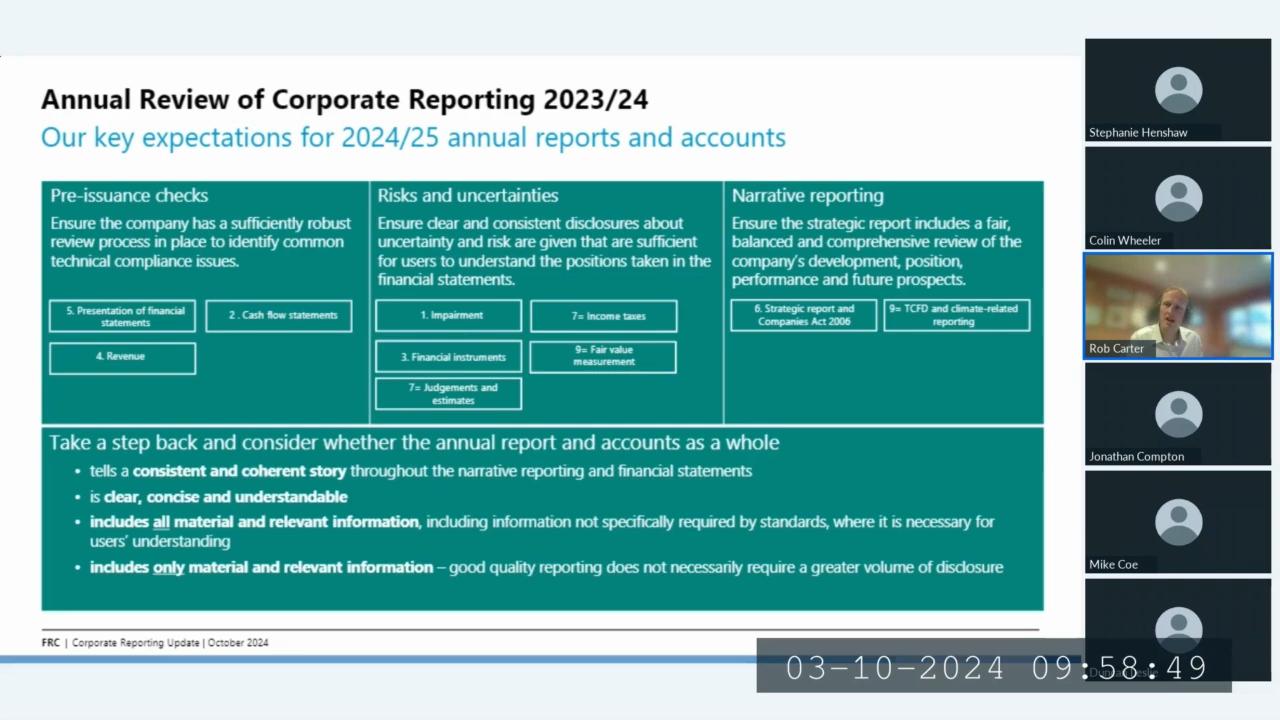 Annual Review of Corporate Reporting 2023/24
Our key expectations for 2024/25 annual reports and accounts
Pre-issuance checks
Ensure the company has a sufficiently robust
review process in place to identify common
technical compliance issues.
5. Presentation of financial
statements
2 . Cash flow statements
4. Revenue
Risks and uncertainties
Ensure clear and consistent disclosures about
uncertainty and risk are given that are sufficient
for users to understand the positions taken in the
financial statements.
1. Impairment
7= Income taxes
3. Financial instruments
9= Fair value
measurement
7= Judgements and
estimates
Narrative reporting
Ensure the strategic report includes a fair,
balanced and comprehensive review of the
company's development, position,
performance and future prospects.
6. Strategic report and
Companies Act 2006
9= TCFD and climate-related
reporting
Take a step back and consider whether the annual report and accounts as a whole
• tells a consistent and coherent story throughout the narrative reporting and financial statements
• is clear, concise and understandable
• includes all material and relevant information, including information not specifically required by standards, where it is necessary for
users' understanding
• includes only material and relevant information – good quality reporting does not necessarily require a greater volume of disclosure
FRC | Corporate Reporting Update | October 2024
Stephanie Henshaw
Colin Wheeler
Rob Carter
Jonathan Compton
Mike Coe
03-10-2024 09:58:49